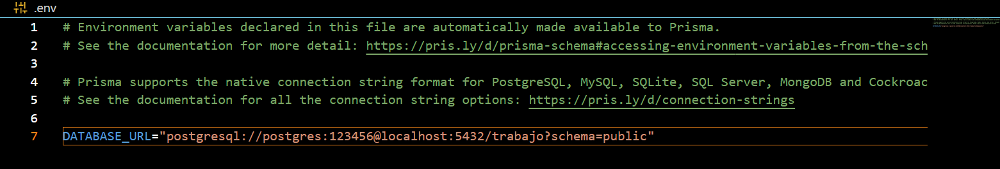 .env
1 # Environment variables declared in this file are automatically made available to Prisma.
2 # See the documentation for more detail: https://pris.ly/d/prisma-schema#accessing-environment-variables-from-the-sch
3
4 # Prisma supports the native connection string format for PostgreSQL, MySQL, SQLite, SQL Server, MongoDB and Cockroac
5 # See the documentation for all the connection string options: https://pris.ly/d/connection-strings
6
7 DATABASE_URL="postgresql://postgres:123456@localhost:5432/trabajo?schema=public"